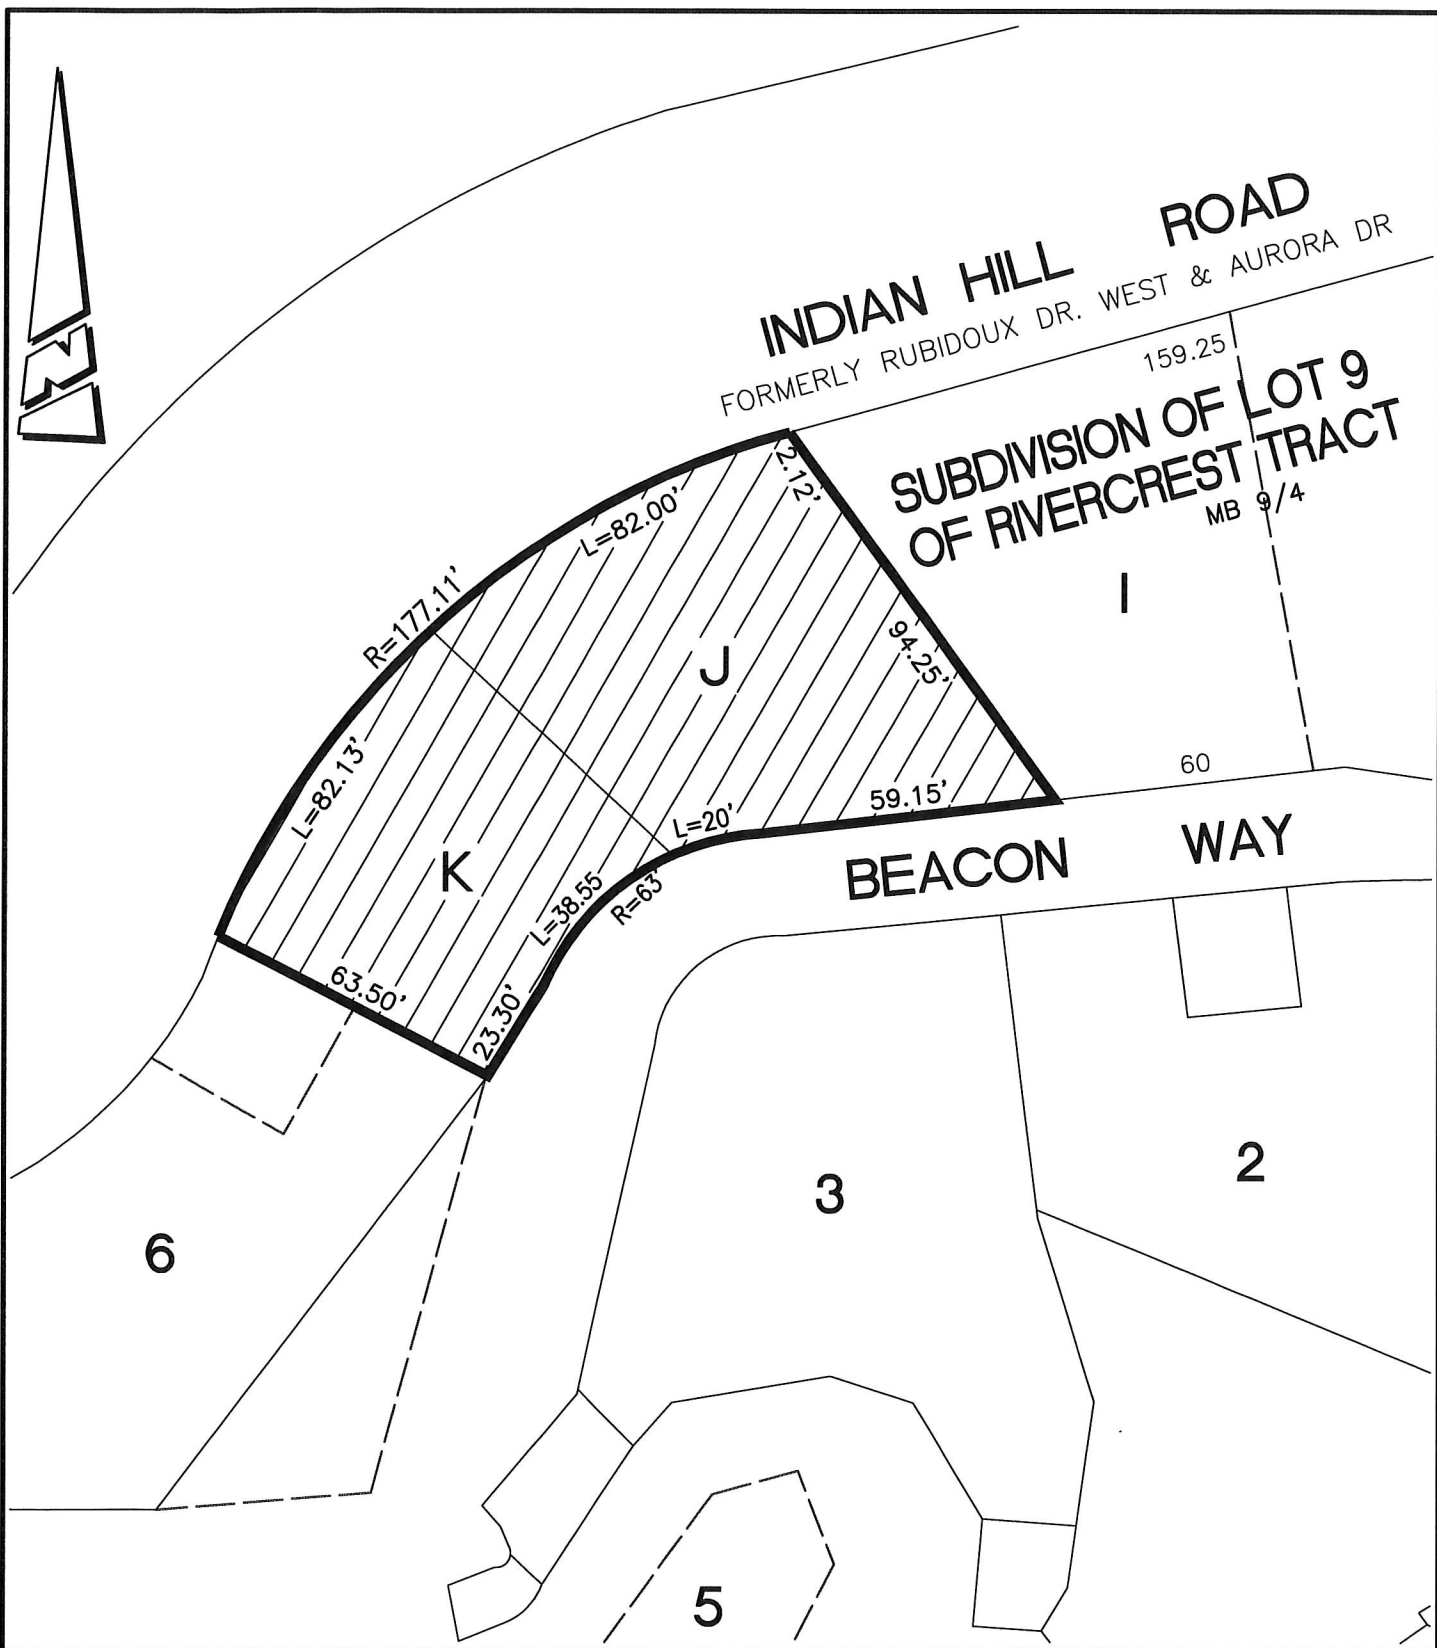 N
INDIAN HILL ROAD
FORMERLY RUBIDOUX DR. WEST & AURORA DR
159.25
SUBDIVISION OF LOT 9
OF RIVERCREST TRACT
MB 9/4
2.12'
L=82.00'
R=177.11'
I
94.25'
J
L=82.13'
60
59.15'
L=20'
K
BEACON WAY
L=38.55
R=63'
63.50'
23.30'
3
2
6
5